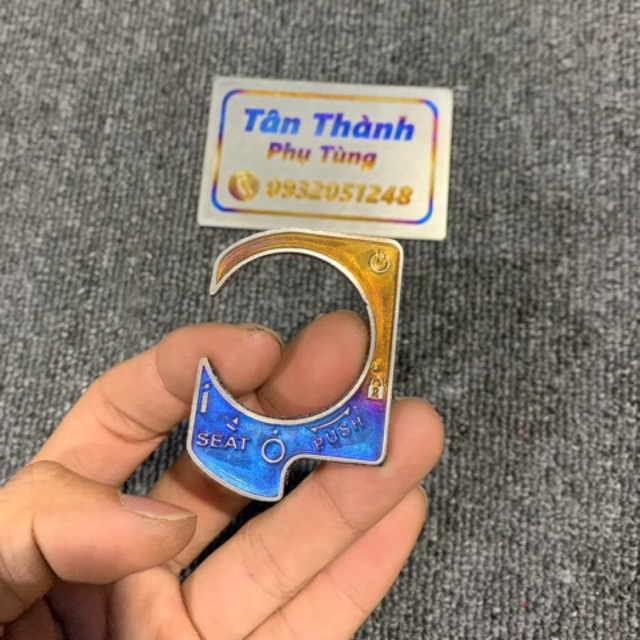 Tân Thành
Phụ Tùng
0932051248
SEAT
PUSH